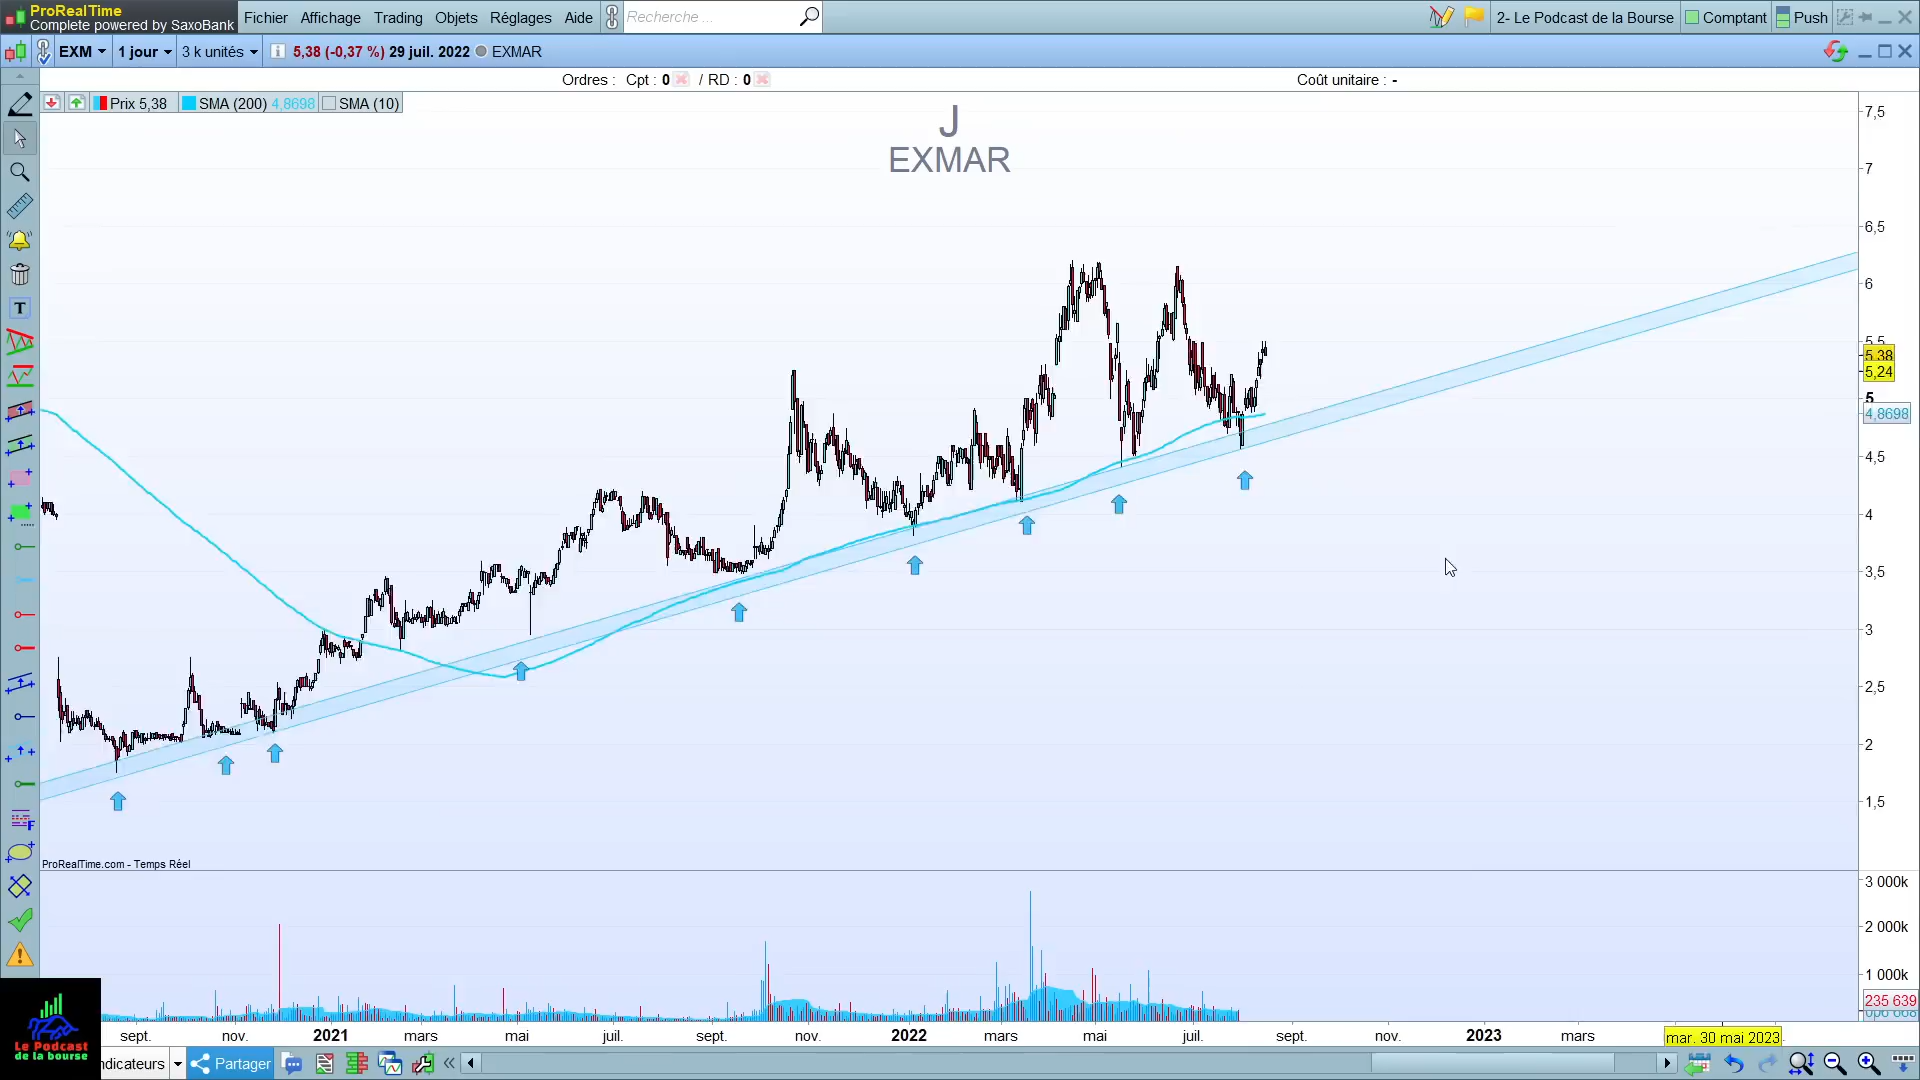 ProRealTime
Complete powered by SaxoBank
Fichier Affichage Trading Objets Réglages Aide
Recherche ...
2- Le Podcast de la Bourse
Comptant
Push
EXM
1 jour
3 k unités
5,38 (-0,37 %) 29 juil. 2022
EXMAR
Ordres : Cpt : 0 / RD : 0
Coût unitaire : -
Prix 5,38
SMA (200) 4,8698
SMA (10)
J
EXMAR
7,5
7
6,5
6
5,5
5,38
5,24
5
4,8698
4,5
4
3,5
3
2,5
2
1,5
ProRealTime.com - Temps Réel
3 000k
2 000k
1 000k
235 639
sept. nov. 2021 mars mai juil. sept. nov. 2022 mars mai juil. sept. nov. 2023 mars
mar. 30 mai 2023
Le Podcast
de la bourse
ndicateurs
Partager